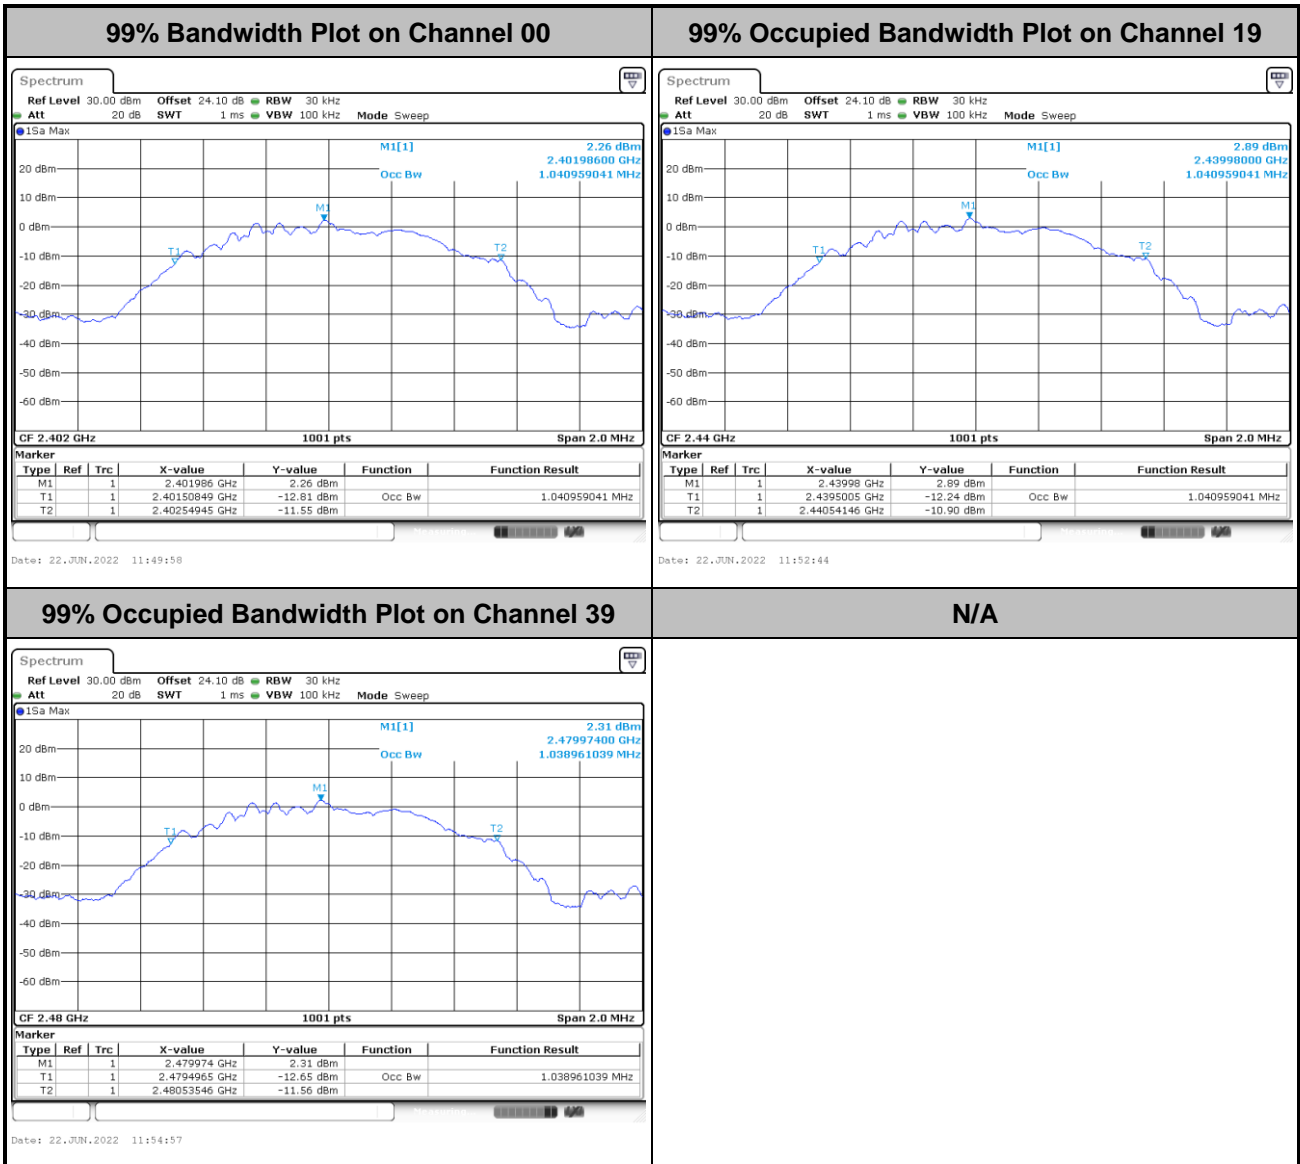 99% Bandwidth Plot on Channel 00
Spectrum
Ref Level 30.00 dBm Offset 24.10 dB RBW 30 kHz
Att 20 dB SWT 1 ms VBW 100 kHz Mode Sweep
1Sa Max
M1[1] 2.26 dBm
2.40198600 GHz
Occ Bw 1.040959041 MHz
20 dBm
10 dBm
M1
0 dBm
T1
T2
-10 dBm
-20 dBm
-30 dBm
-40 dBm
-50 dBm
-60 dBm
CF 2.402 GHz 1001 pts Span 2.0 MHz
Marker
Type Ref Trc X-value Y-value Function Function Result
M1 1 2.401986 GHz 2.26 dBm
T1 1 2.40150849 GHz -12.81 dBm Occ Bw 1.040959041 MHz
T2 1 2.40254945 GHz -11.55 dBm
Date: 22.JUN.2022 11:49:58
99% Occupied Bandwidth Plot on Channel 19
Spectrum
Ref Level 30.00 dBm Offset 24.10 dB RBW 30 kHz
Att 20 dB SWT 1 ms VBW 100 kHz Mode Sweep
1Sa Max
M1[1] 2.89 dBm
2.43998000 GHz
Occ Bw 1.040959041 MHz
20 dBm
10 dBm
M1
0 dBm
T1
T2
-10 dBm
-20 dBm
-30 dBm
-40 dBm
-50 dBm
-60 dBm
CF 2.44 GHz 1001 pts Span 2.0 MHz
Marker
Type Ref Trc X-value Y-value Function Function Result
M1 1 2.43998 GHz 2.89 dBm
T1 1 2.4395005 GHz -12.24 dBm Occ Bw 1.040959041 MHz
T2 1 2.44054146 GHz -10.90 dBm
Date: 22.JUN.2022 11:52:44
99% Occupied Bandwidth Plot on Channel 39
Spectrum
Ref Level 30.00 dBm Offset 24.10 dB RBW 30 kHz
Att 20 dB SWT 1 ms VBW 100 kHz Mode Sweep
1Sa Max
M1[1] 2.31 dBm
2.47997400 GHz
Occ Bw 1.038961039 MHz
20 dBm
10 dBm
M1
0 dBm
T1
T2
-10 dBm
-20 dBm
-30 dBm
-40 dBm
-50 dBm
-60 dBm
CF 2.48 GHz 1001 pts Span 2.0 MHz
Marker
Type Ref Trc X-value Y-value Function Function Result
M1 1 2.479974 GHz 2.31 dBm
T1 1 2.4794965 GHz -12.65 dBm Occ Bw 1.038961039 MHz
T2 1 2.48053546 GHz -11.56 dBm
Date: 22.JUN.2022 11:54:57
N/A